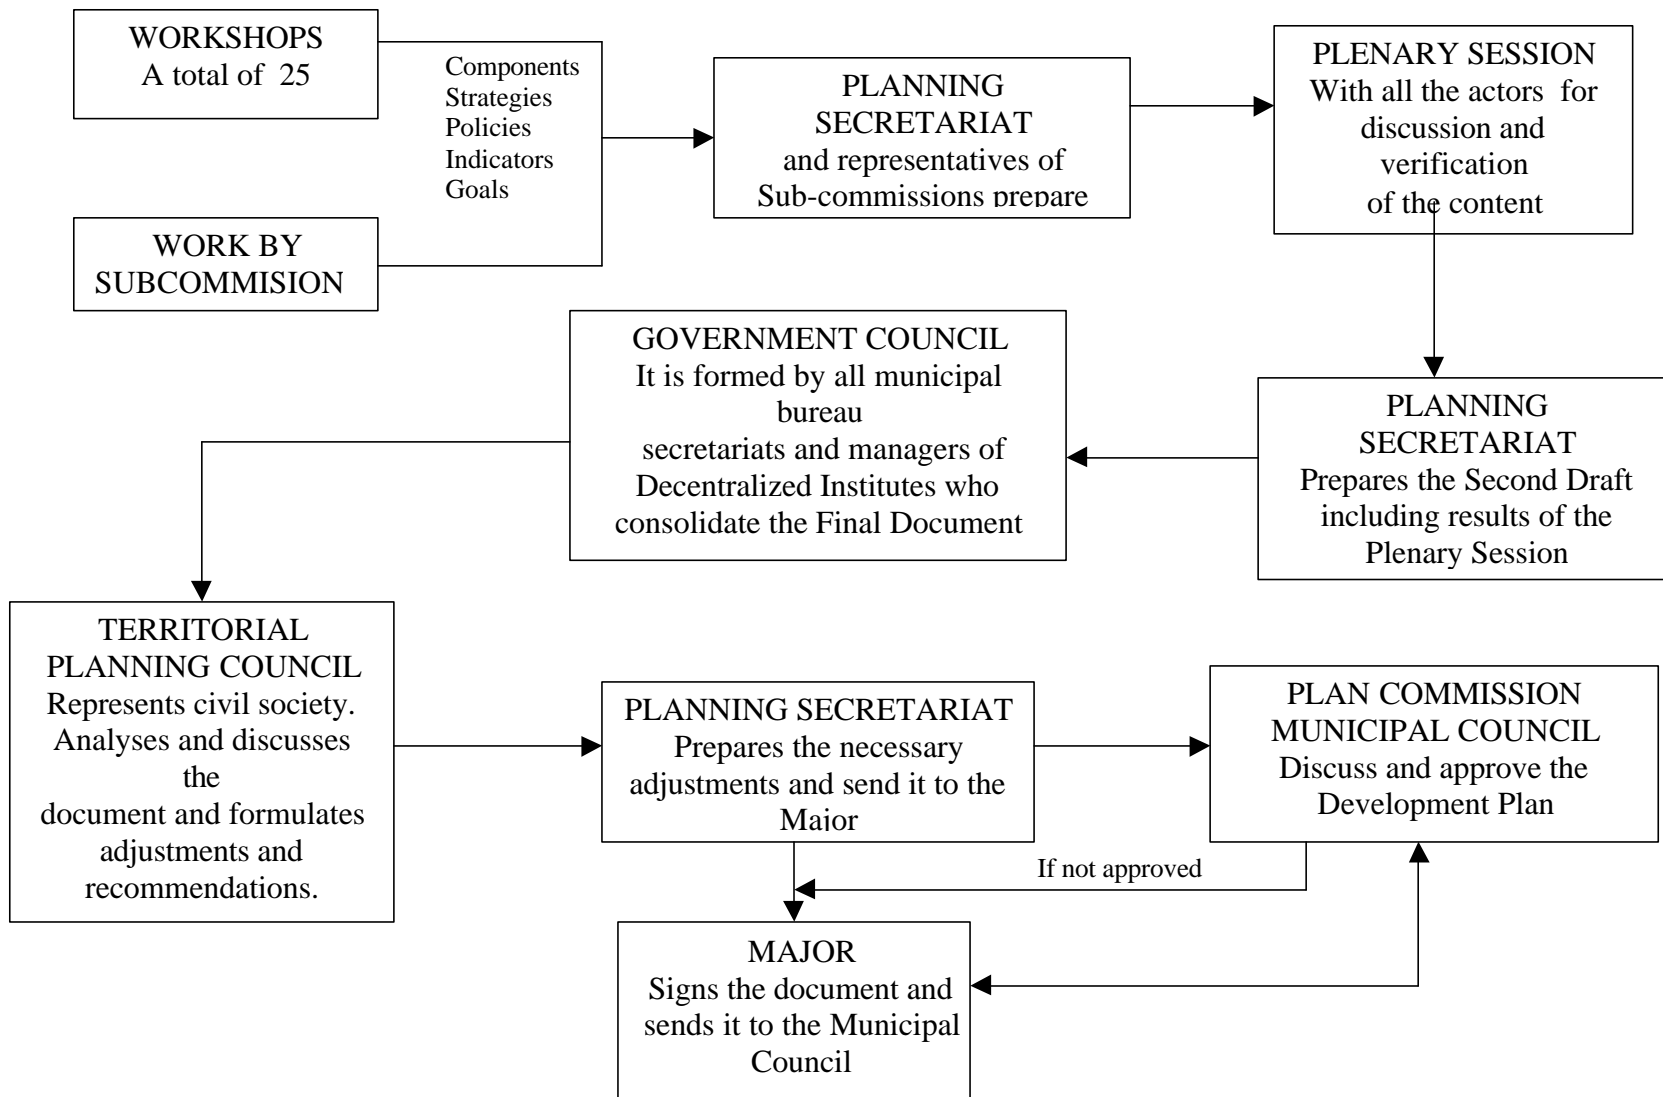 WORKSHOPS
A total of 25
Components
Strategies
Policies
Indicators
Goals
WORK BY
SUBCOMMISION
PLANNING
SECRETARIAT
and representatives of
Sub-commissions prepare
PLENARY SESSION
With all the actors for
discussion and
verification
of the content
PLANNING
SECRETARIAT
Prepares the Second Draft
including results of the
Plenary Session
GOVERNMENT COUNCIL
It is formed by all municipal
bureau
secretariats and managers of
Decentralized Institutes who
consolidate the Final Document
TERRITORIAL
PLANNING COUNCIL
Represents civil society.
Analyses and discusses
the
document and formulates
adjustments and
recommendations.
PLANNING SECRETARIAT
Prepares the necessary
adjustments and send it to the
Major
PLAN COMMISSION
MUNICIPAL COUNCIL
Discuss and approve the
Development Plan
If not approved
MAJOR
Signs the document and
sends it to the Municipal
Council